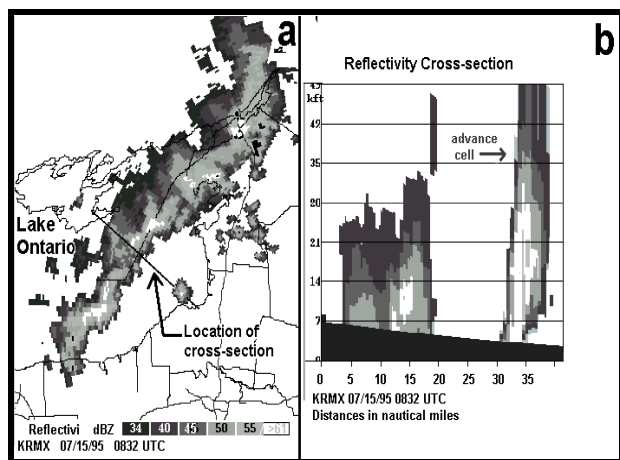 a
Lake
Ontario
Location of
cross-section
Reflectivi dBZ 34 40 45 50 55 >61
KRMX 07/15/95 0832 UTC
b
Reflectivity Cross-section
kft
42
advance
cell
35
20
21
14
7
0
0 5 10 15 20 25 30 35
KRMX 07/15/95 0832 UTC
Distances in nautical miles